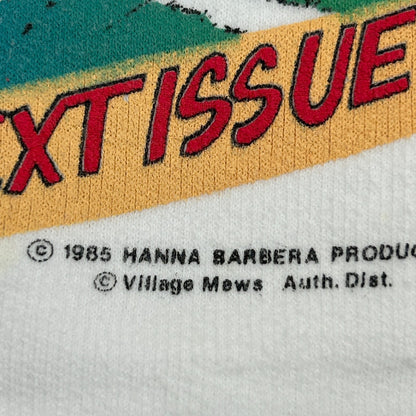 EXT ISSUE
© 1985 HANNA BARBERA PRODUC
© Village Mews Auth. Dist.